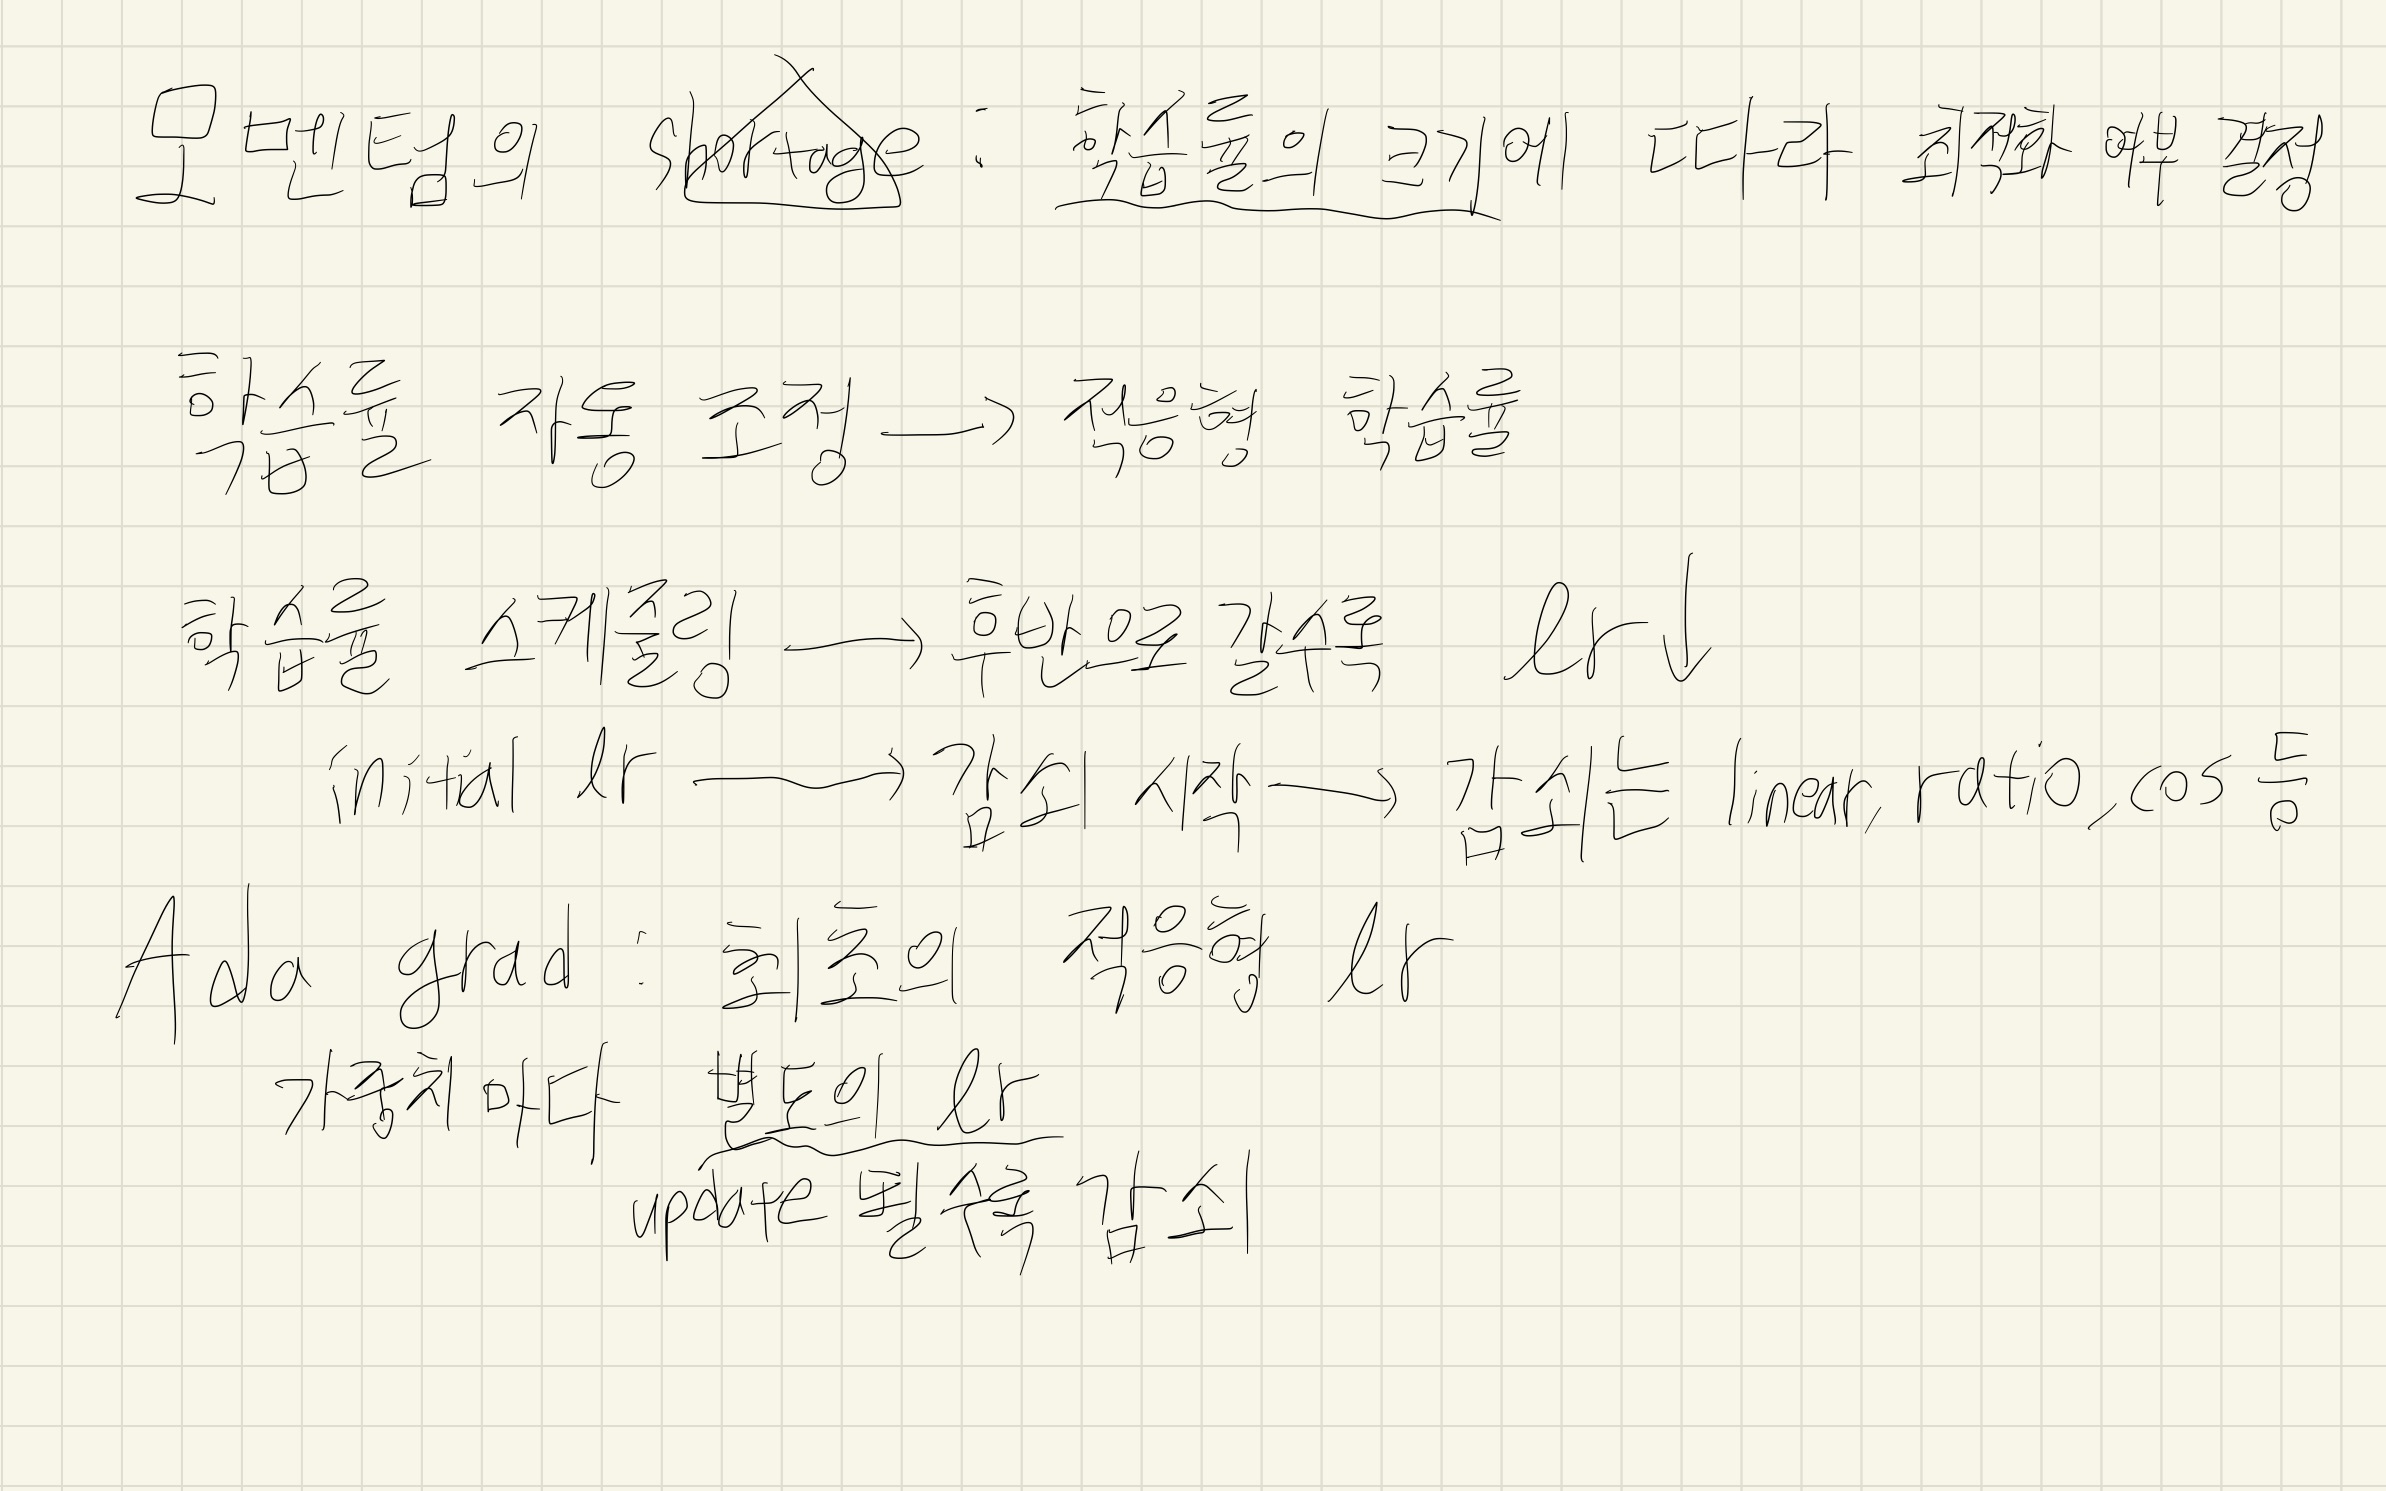 모멘텀의 shortage : 학습률의 크기에 따라 최적화 여부 결정
학습률 자동 조정 → 적응형 학습률
학습률 스케줄링 → 후반으로 갈수록 lr↓
initial lr → 감쇠 시작 → 감쇠는 linear, ratio, cos 등
Ada grad : 최초의 적응형 lr
가중치마다 별도의 lr
update 될수록 감쇠